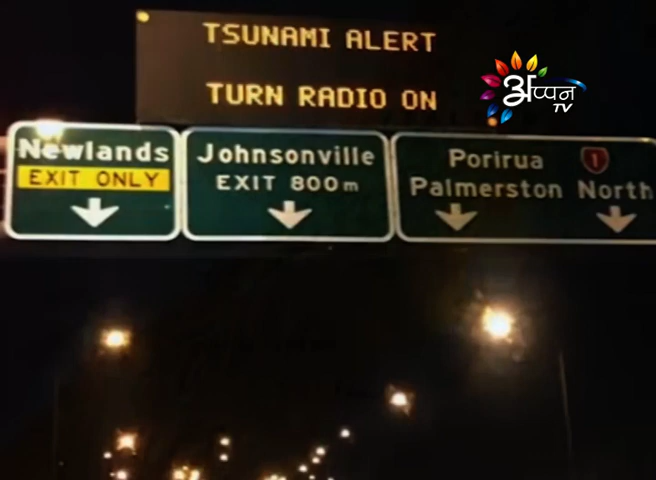 TSUNAMI ALERT
TURN RADIO ON
अप्पन
TV
Newlands
EXIT ONLY
Johnsonville
EXIT 800m
Porirua 1
Palmerston North